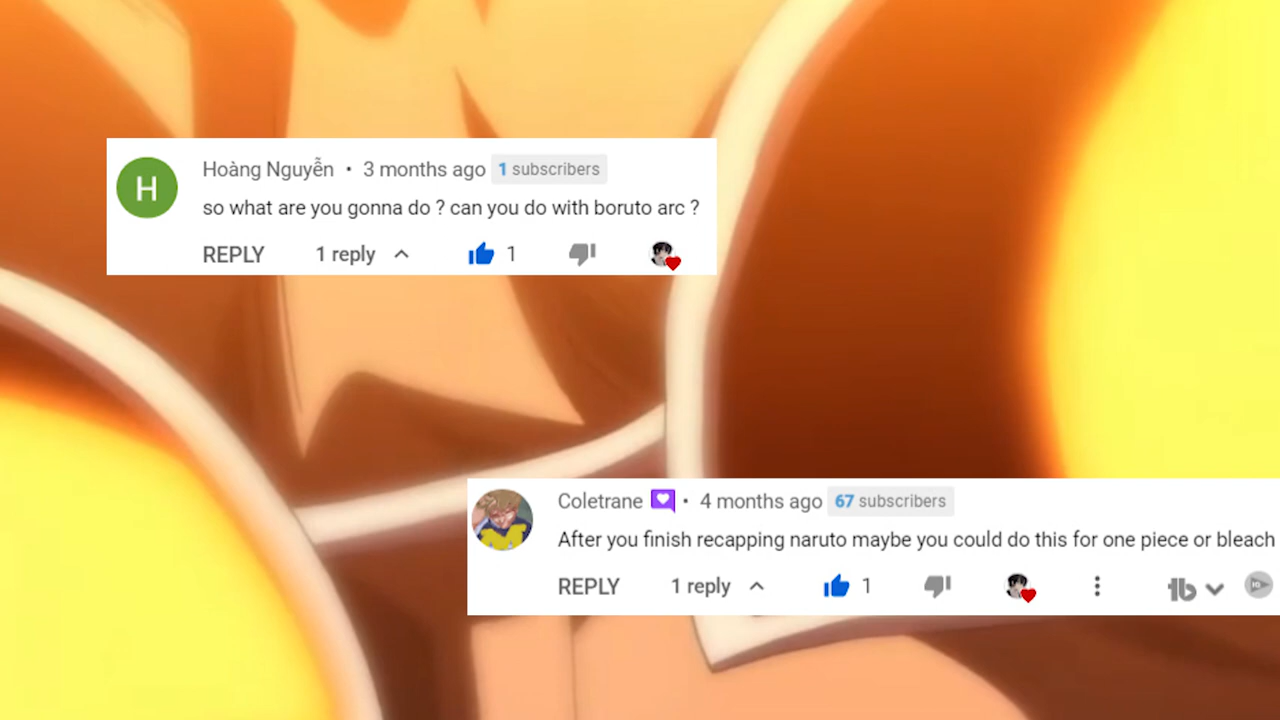 H
Hoàng Nguyễn • 3 months ago 1 subscribers
so what are you gonna do ? can you do with boruto arc ?
REPLY 1 reply 1
Coletrane • 4 months ago 67 subscribers
After you finish recapping naruto maybe you could do this for one piece or bleach
REPLY 1 reply 1 tb